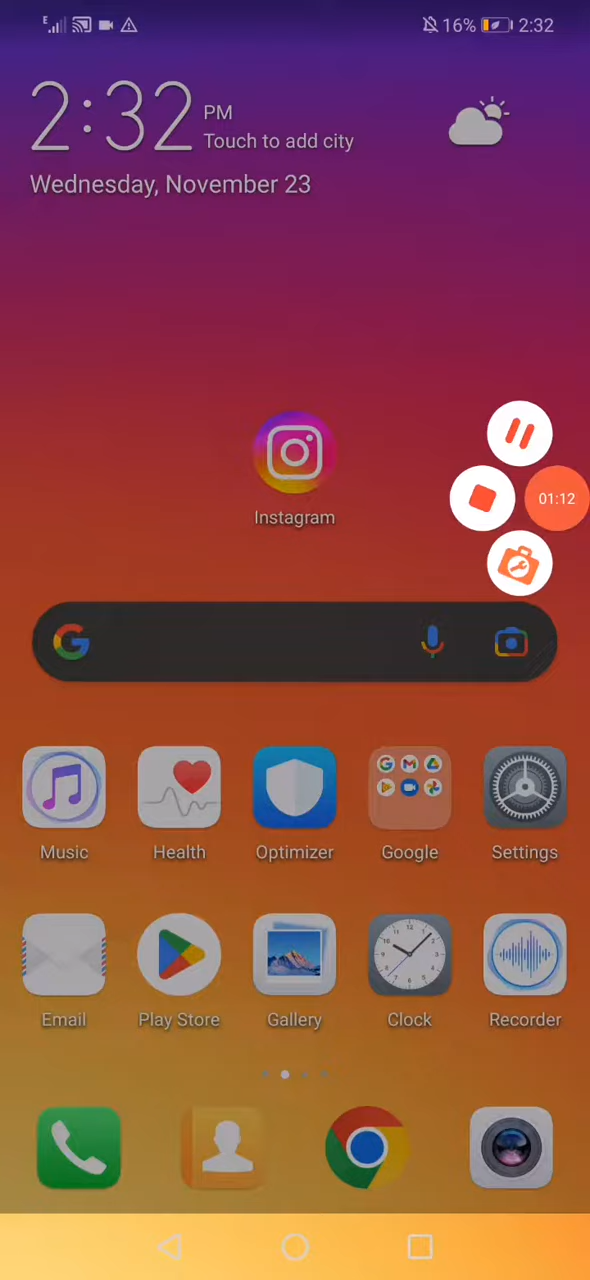 E 16% 2:32
2:32 PM
Touch to add city
Wednesday, November 23
Instagram
01:12
Music Health Optimizer Google Settings
Email Play Store Gallery Clock Recorder